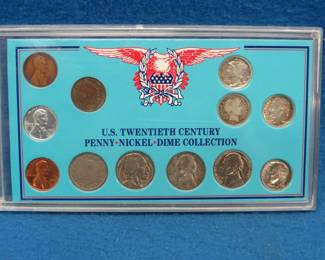 U.S. TWENTIETH CENTURY
PENNY·NICKEL·DIME COLLECTION